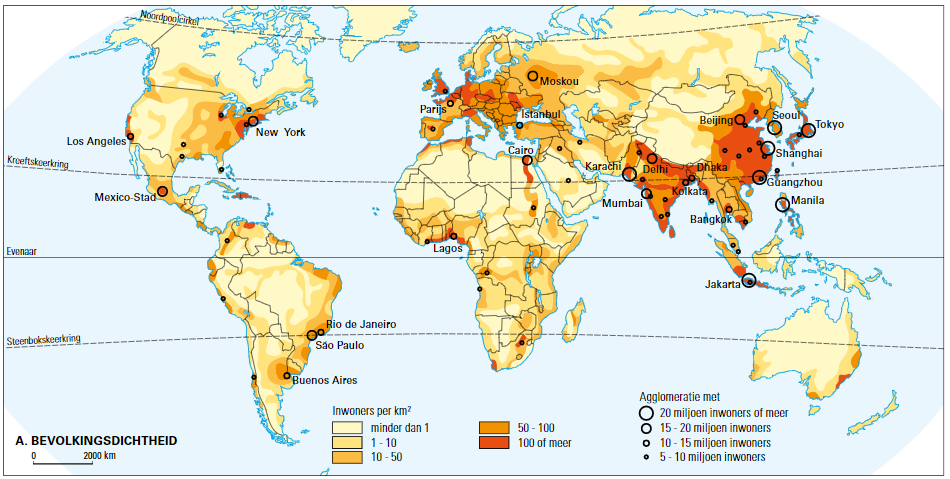 Noordpoolcirkel
Moskou
Parijs
Istanbul
New York
Los Angeles
Beijing
Seoul
Tokyo
Cairo
Shanghai
Kreeftskeerkring
Karachi
Delhi
Dhaka
Guangzhou
Kolkata
Mexico-Stad
Mumbai
Manila
Bangkok
Lagos
Evenaar
Jakarta
Rio de Janeiro
Steenbokskeerkring
São Paulo
Buenos Aires
Inwoners per km²
minder dan 1
1 - 10
10 - 50
50 - 100
100 of meer
Agglomeratie met
20 miljoen inwoners of meer
15 - 20 miljoen inwoners
10 - 15 miljoen inwoners
5 - 10 miljoen inwoners
A. BEVOLKINGSDICHTHEID
0 2000 km